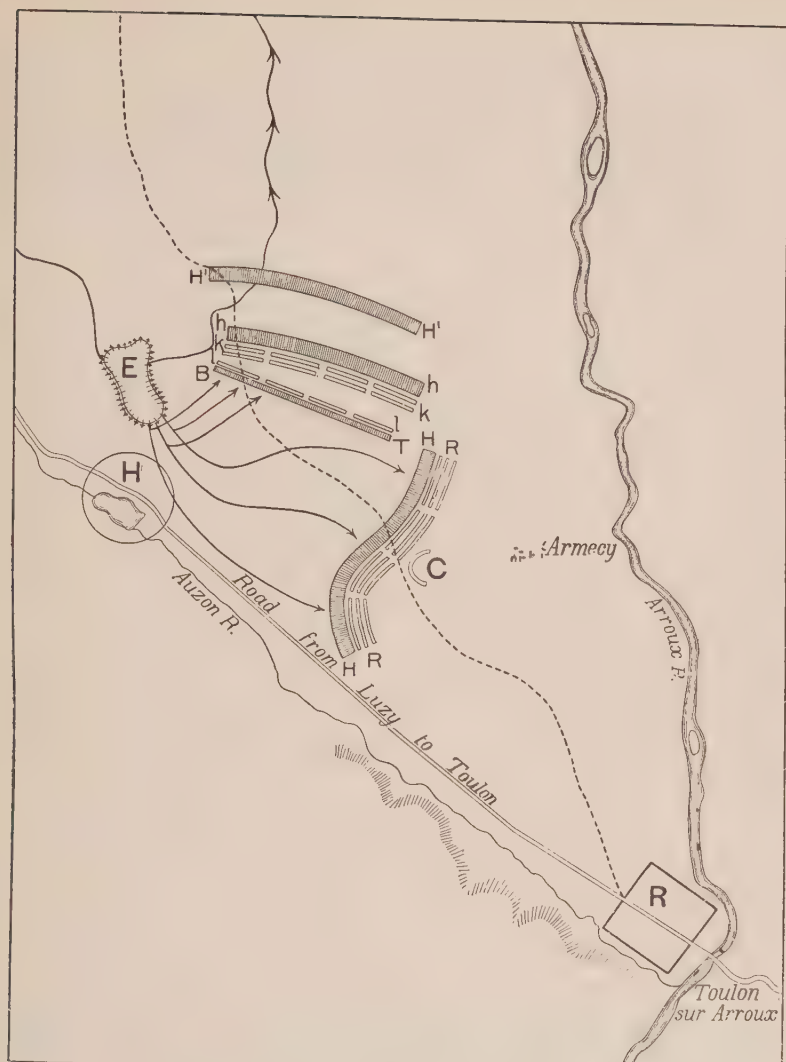 H'
H'
h
k
B
E
h
k
l
T
H R
H
Armecy
C
Auzon R.
Road from Luzy to Toulon
Arroux R.
H R
R
Toulon
sur Arroux